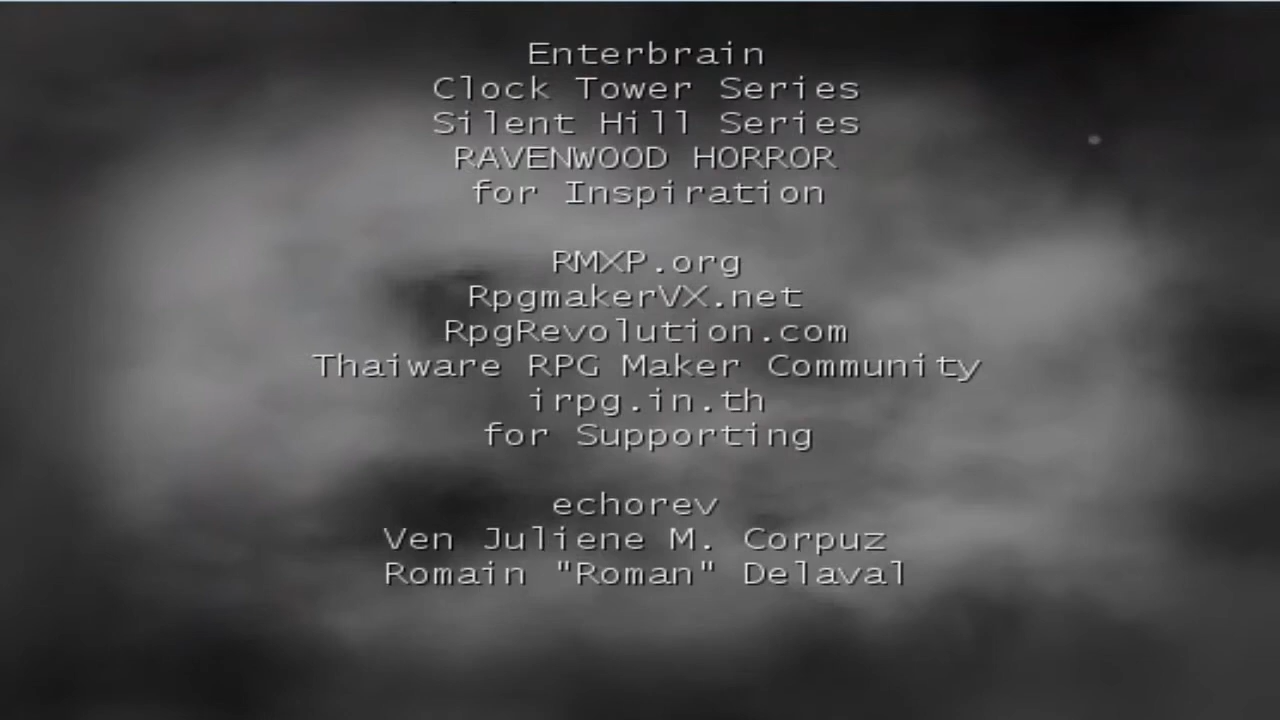 Enterbrain
Clock Tower Series
Silent Hill Series
RAVENWOOD HORROR
for Inspiration
RMXP.org
RpgmakerVX.net
RpgRevolution.com
Thaiware RPG Maker Community
irpg.in.th
for Supporting
echorev
Ven Juliene M. Corpuz
Romain "Roman" Delaval